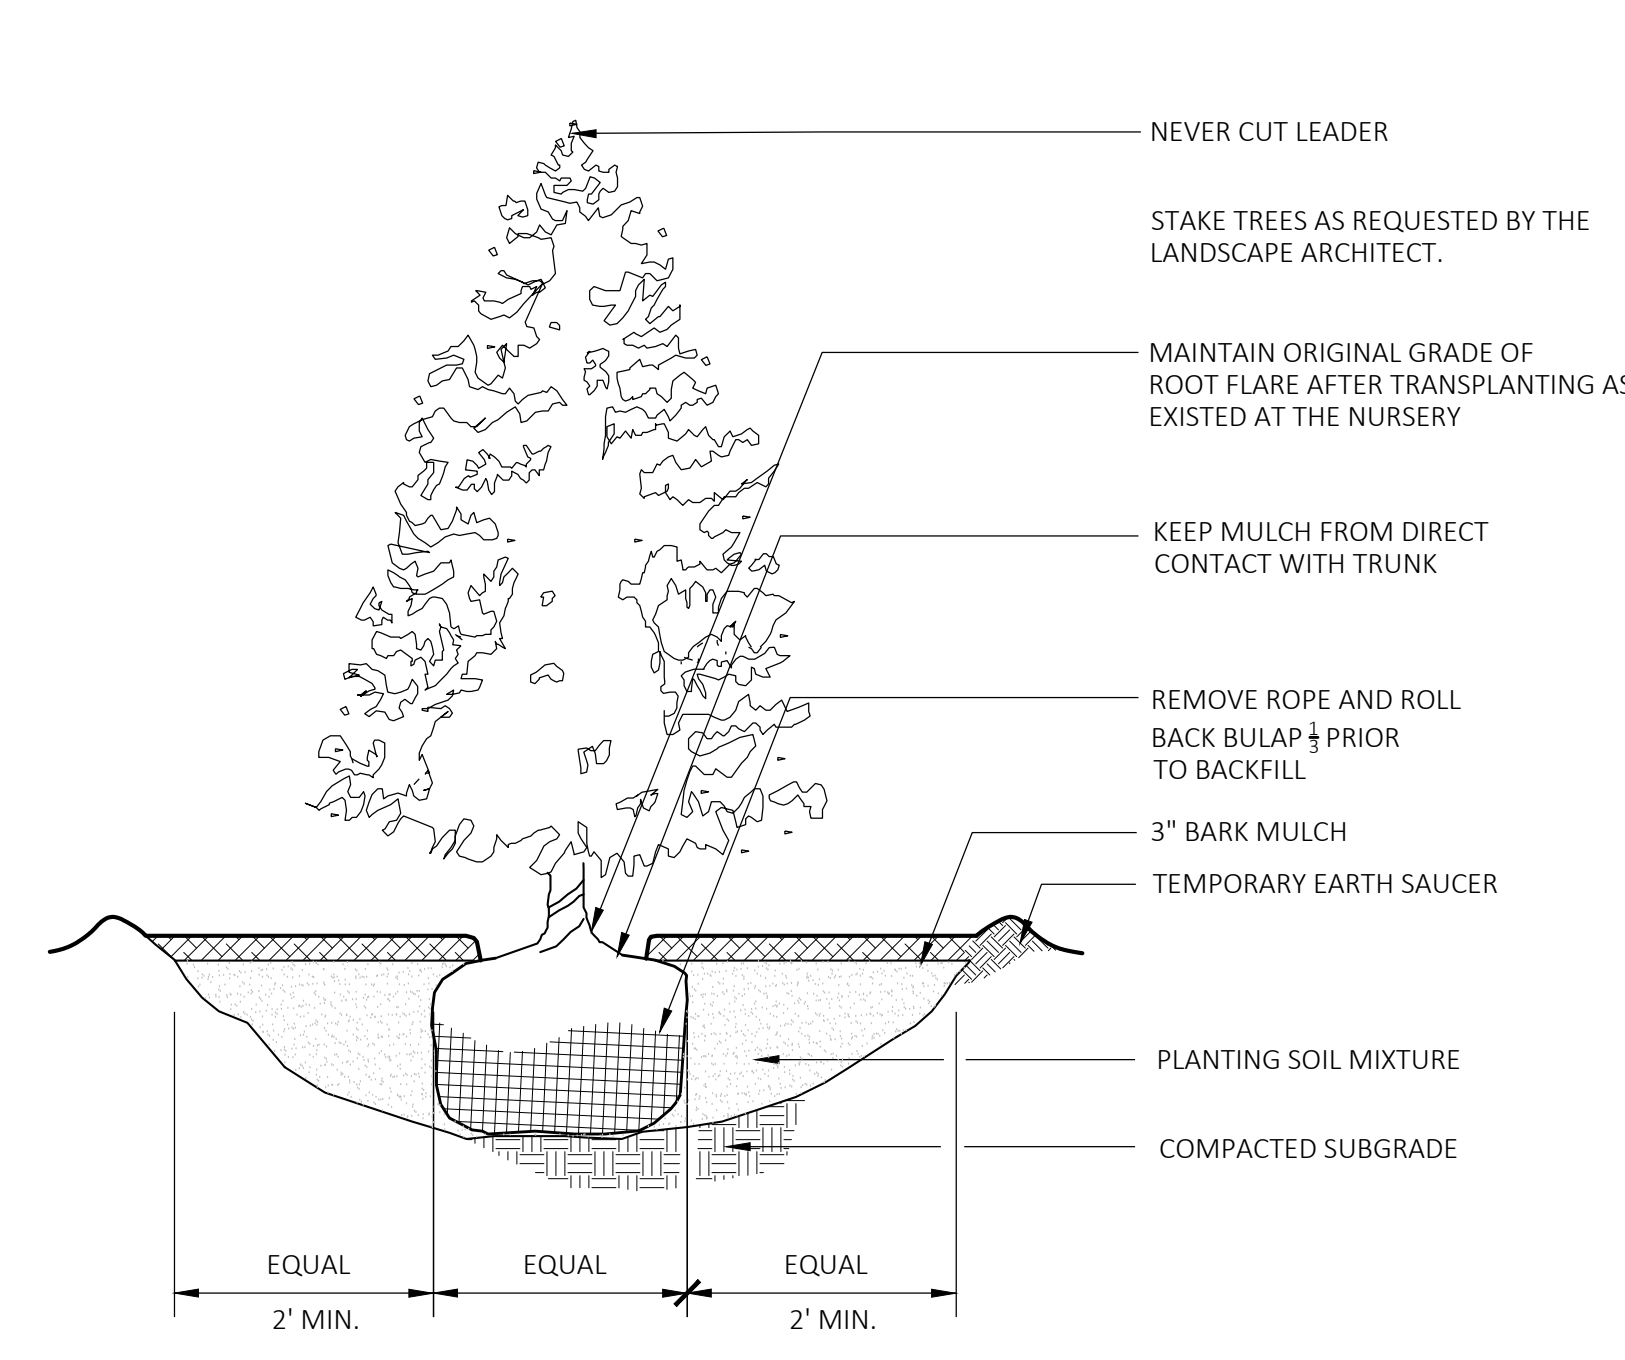 NEVER CUT LEADER
STAKE TREES AS REQUESTED BY THE
LANDSCAPE ARCHITECT.
MAINTAIN ORIGINAL GRADE OF
ROOT FLARE AFTER TRANSPLANTING AS
EXISTED AT THE NURSERY
KEEP MULCH FROM DIRECT
CONTACT WITH TRUNK
REMOVE ROPE AND ROLL
BACK BULAP 1/3 PRIOR
TO BACKFILL
3" BARK MULCH
TEMPORARY EARTH SAUCER
PLANTING SOIL MIXTURE
COMPACTED SUBGRADE
EQUAL EQUAL EQUAL
2' MIN. 2' MIN.